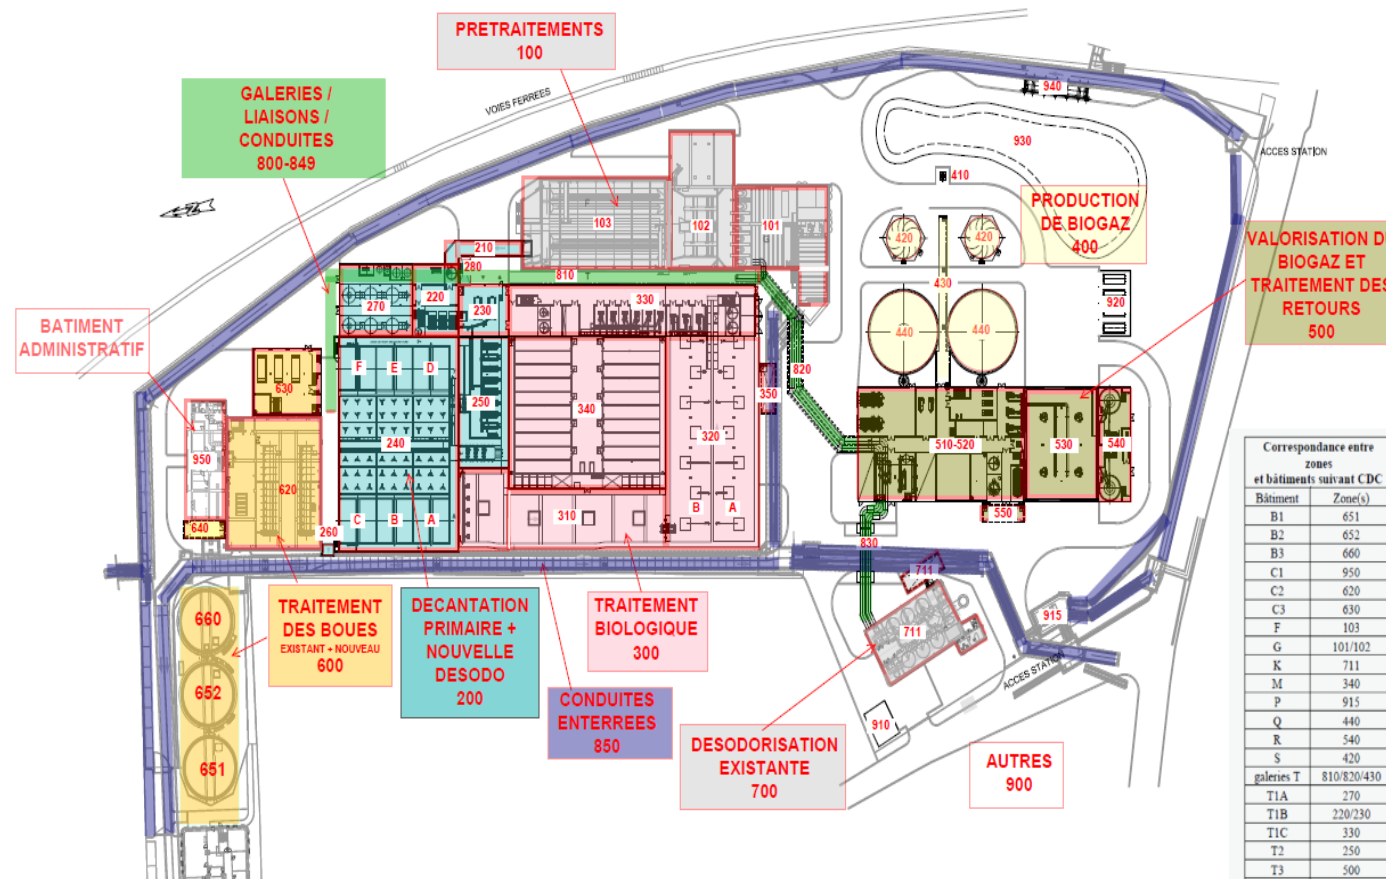 PRETRAITEMENTS
100
GALERIES /
LIAISONS /
CONDUITES
800-849
VOIES FERREES
940
ACCES STATION
930
410
PRODUCTION
DE BIOGAZ
400
103
102
101
420
420
VALORISATION DU
BIOGAZ ET
TRAITEMENT DES
RETOURS
500
210
280
810
T
430
920
270
220
230
330
440
440
BATIMENT
ADMINISTRATIF
F
E
D
630
250
340
350
820
240
320
510-520
530
540
950
620
640
260
C
B
A
310
B
A
550
830
711
711
915
ACCES STATION
910
660
652
651
TRAITEMENT
DES BOUES
EXISTANT + NOUVEAU
600
DECANTATION
PRIMAIRE +
NOUVELLE
DESODO
200
TRAITEMENT
BIOLOGIQUE
300
CONDUITES
ENTERREES
850
DESODORISATION
EXISTANTE
700
AUTRES
900
Correspondance entre
zones
et bâtiments suivant CDC
Bâtiment Zone(s)
B1 651
B2 652
B3 660
C1 950
C2 620
C3 630
F 103
G 101/102
K 711
M 340
P 915
Q 440
R 540
S 420
galeries T 810/820/430
T1A 270
T1B 220/230
T1C 330
T2 250
T3 500